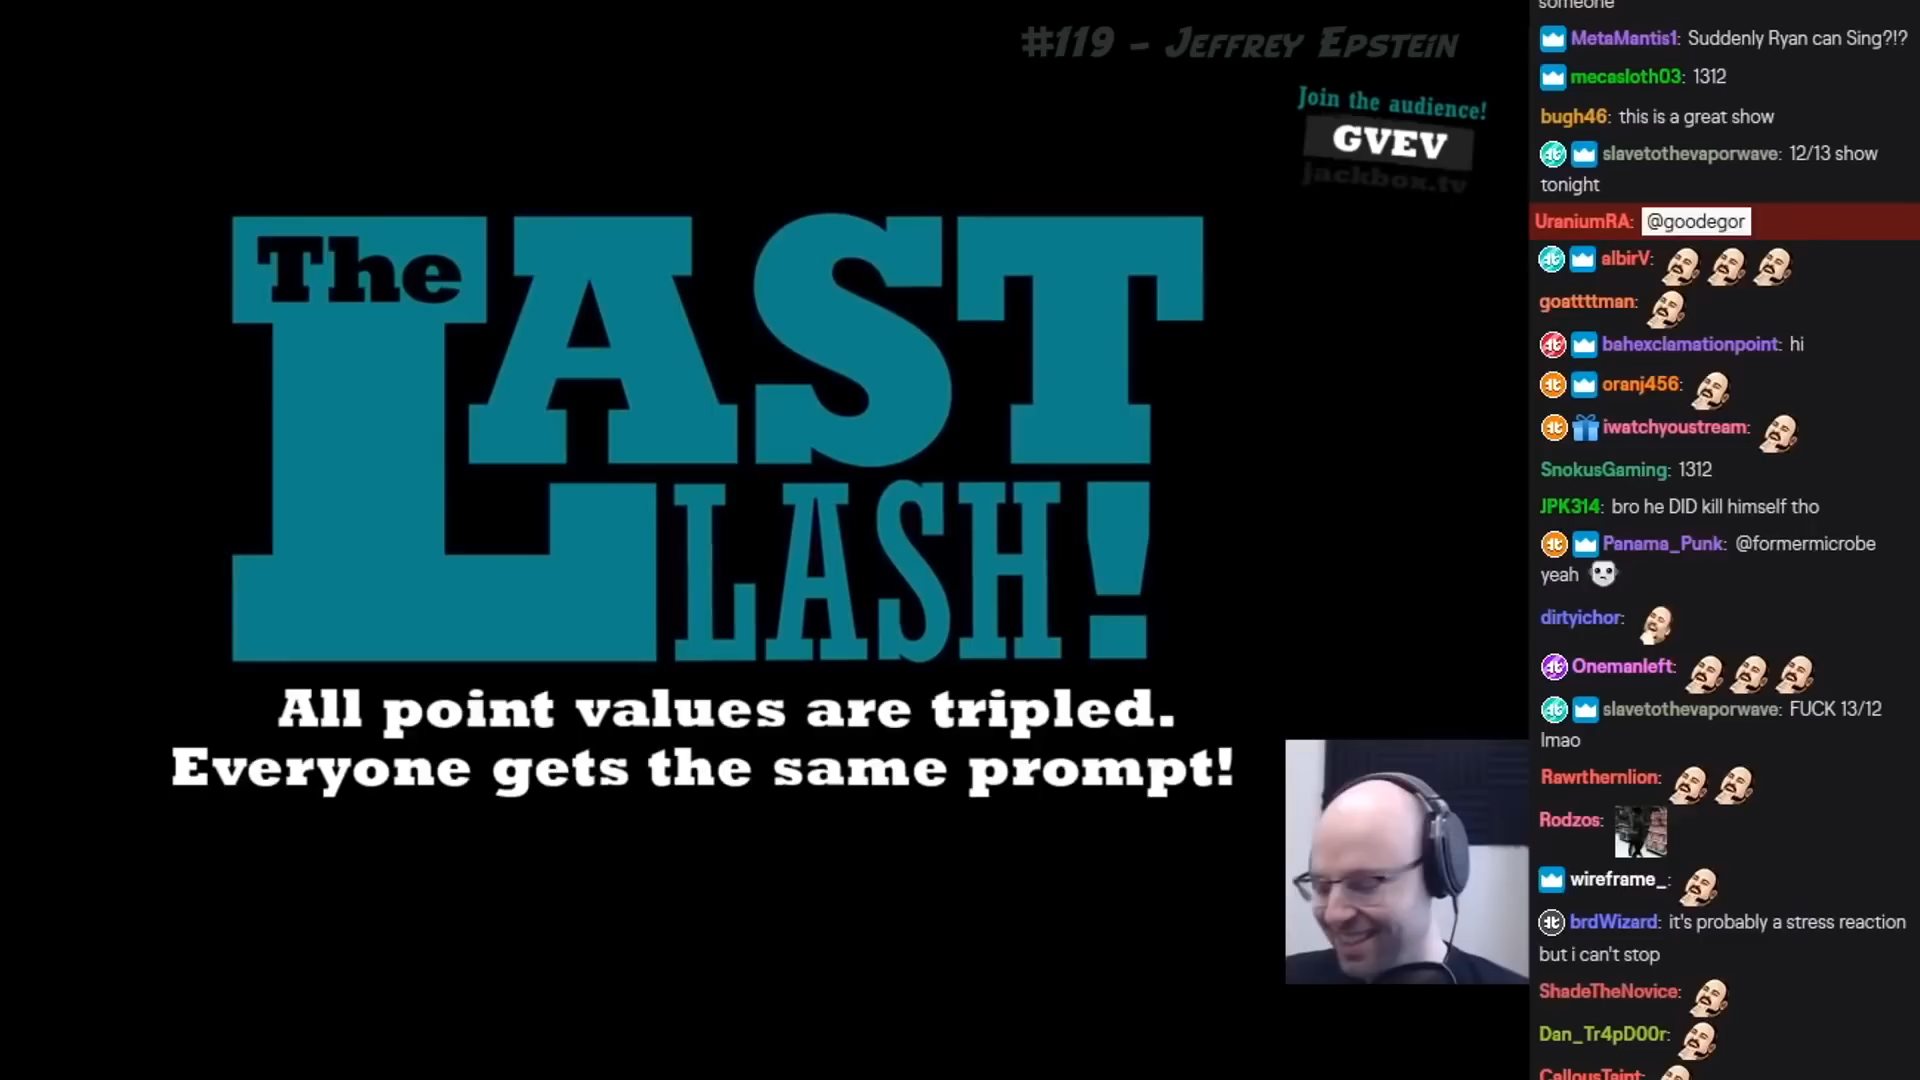 #119 - Jeffrey Epstein
Join the audience!
GVEV
jackbox.tv
The LAST
LASH!
All point values are tripled.
Everyone gets the same prompt!
someone
MetaMantis1: Suddenly Ryan can Sing?!?
mecasloth03: 1312
bugh46: this is a great show
slavetothevaporwave: 12/13 show
tonight
UraniumRA: @goodegor
albirV:
goattttman:
bahexclamationpoint: hi
oranj456:
iwatchyoustream:
SnokusGaming: 1312
JPK314: bro he DID kill himself tho
Panama_Punk: @formermicrobe
yeah
dirtyichor:
Onemanleft:
slavetothevaporwave: FUCK 13/12
lmao
Rawrthernlion:
Rodzos:
wireframe_:
brdWizard: it's probably a stress reaction
but i can't stop
ShadeTheNovice:
Dan_Tr4pD00r:
CallousTaint: